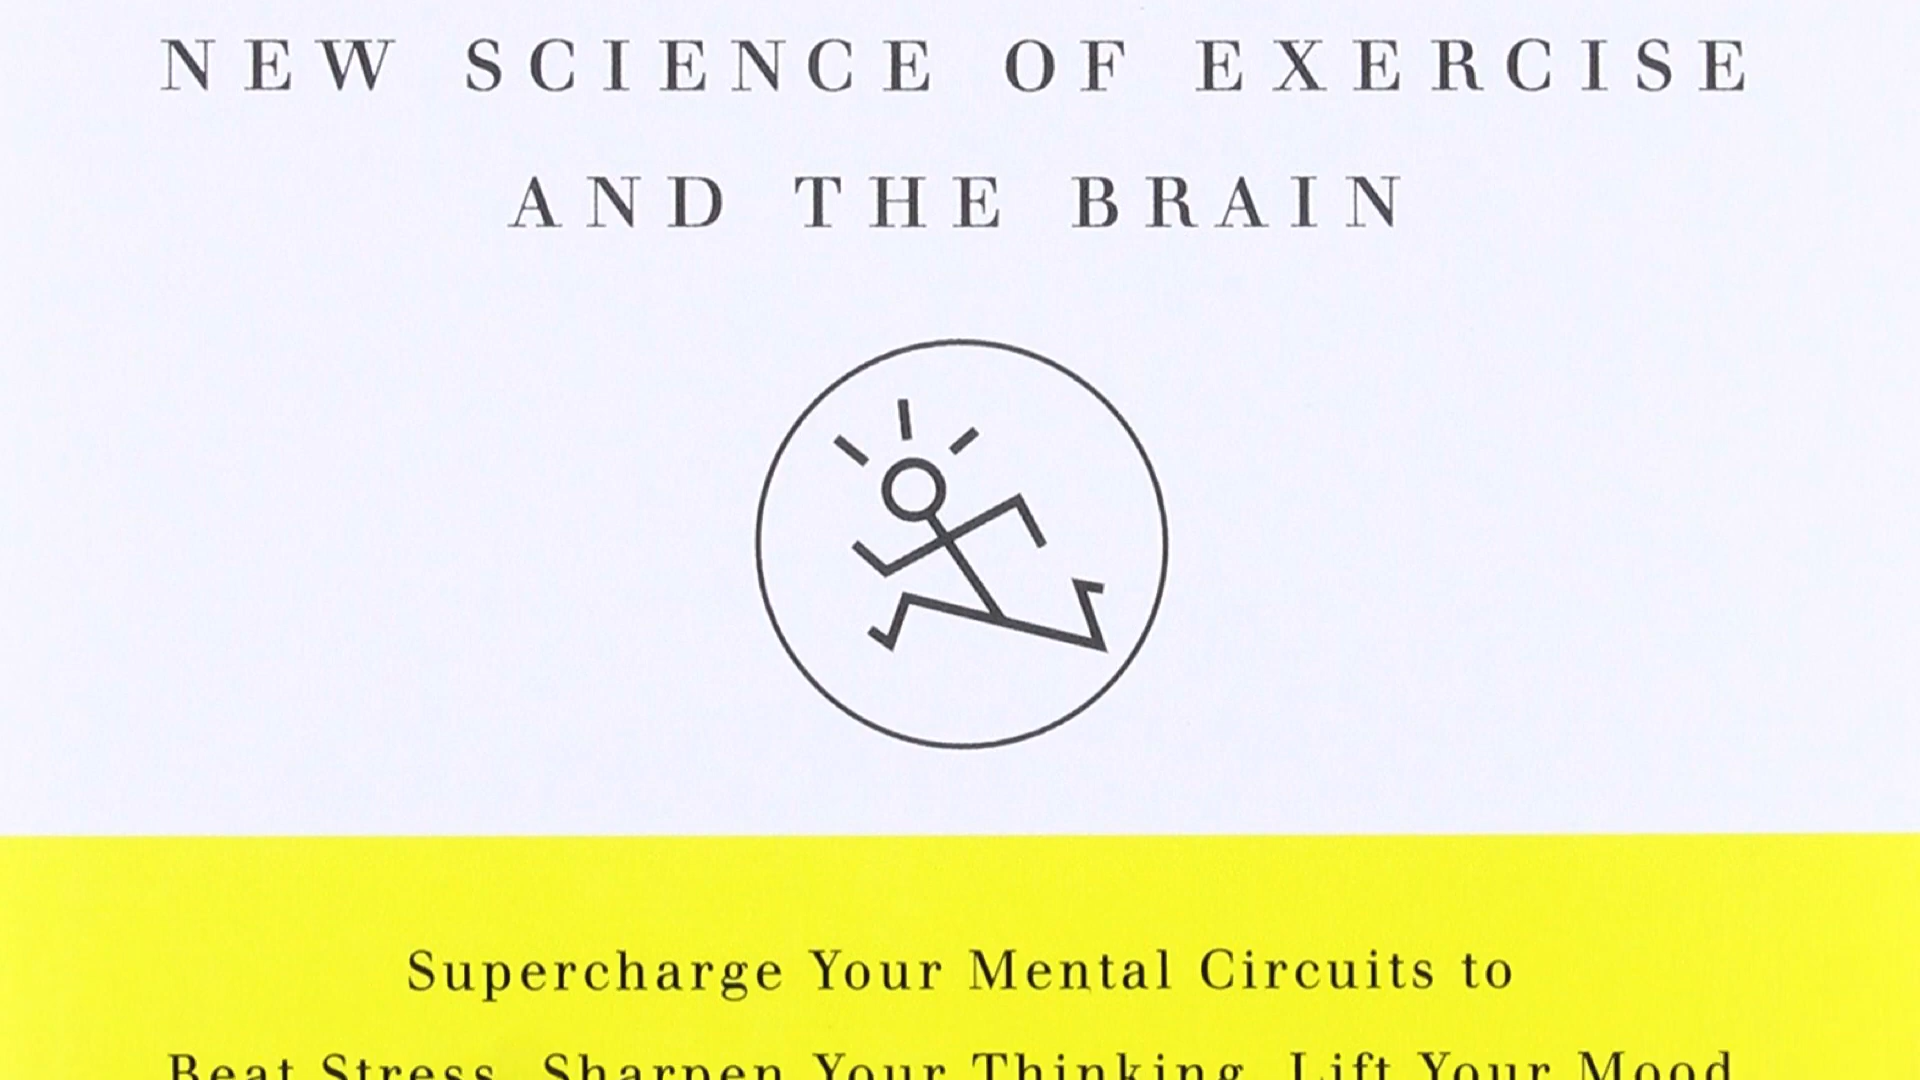 NEW SCIENCE OF EXERCISE
AND THE BRAIN
Supercharge Your Mental Circuits to
Beat Stress, Sharpen Your Thinking, Lift Your Mood,